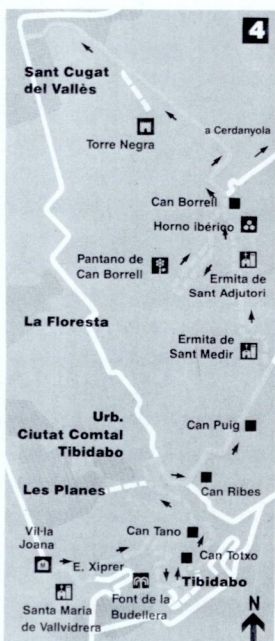 4
Sant Cugat
del Vallès
Torre Negra
a Cerdanyola
Can Borrell
Horno ibérico
Pantano de
Can Borrell
Ermita de
Sant Adjutori
La Floresta
Ermita de
Sant Medir
Urb.
Ciutat Comtal
Tibidabo
Can Puig
Les Planes
Can Ribes
Vil·la
Joana
Can Tano
E. Xiprer
Can Totxo
Tibidabo
Santa Maria
de Vallvidrera
Font de la
Budellera
N